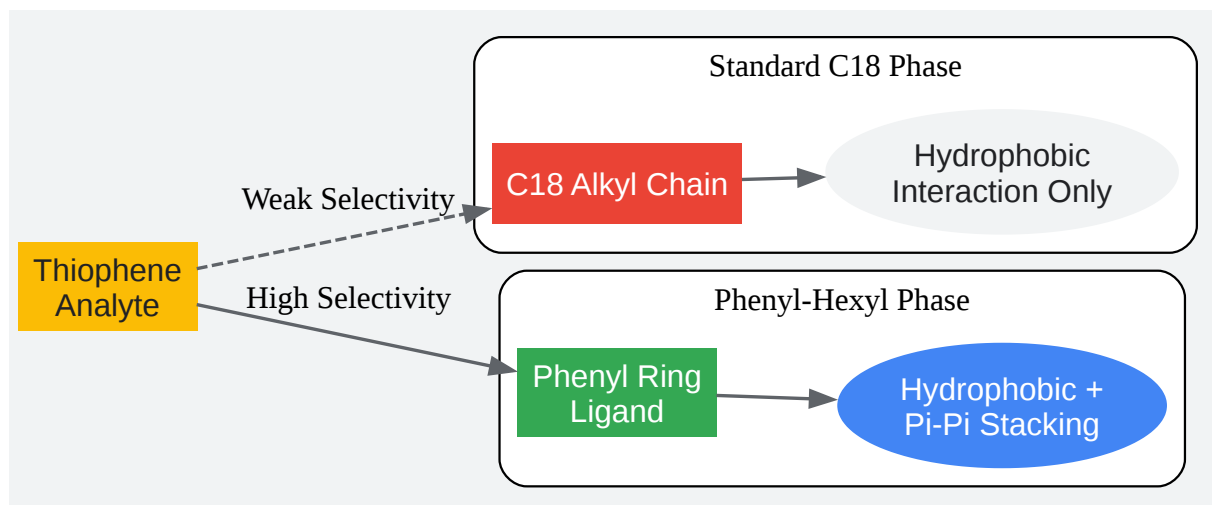 Standard C18 Phase
C18 Alkyl Chain
Hydrophobic
Interaction Only
Weak Selectivity
Thiophene
Analyte
High Selectivity
Phenyl-Hexyl Phase
Phenyl Ring
Ligand
Hydrophobic +
Pi-Pi Stacking